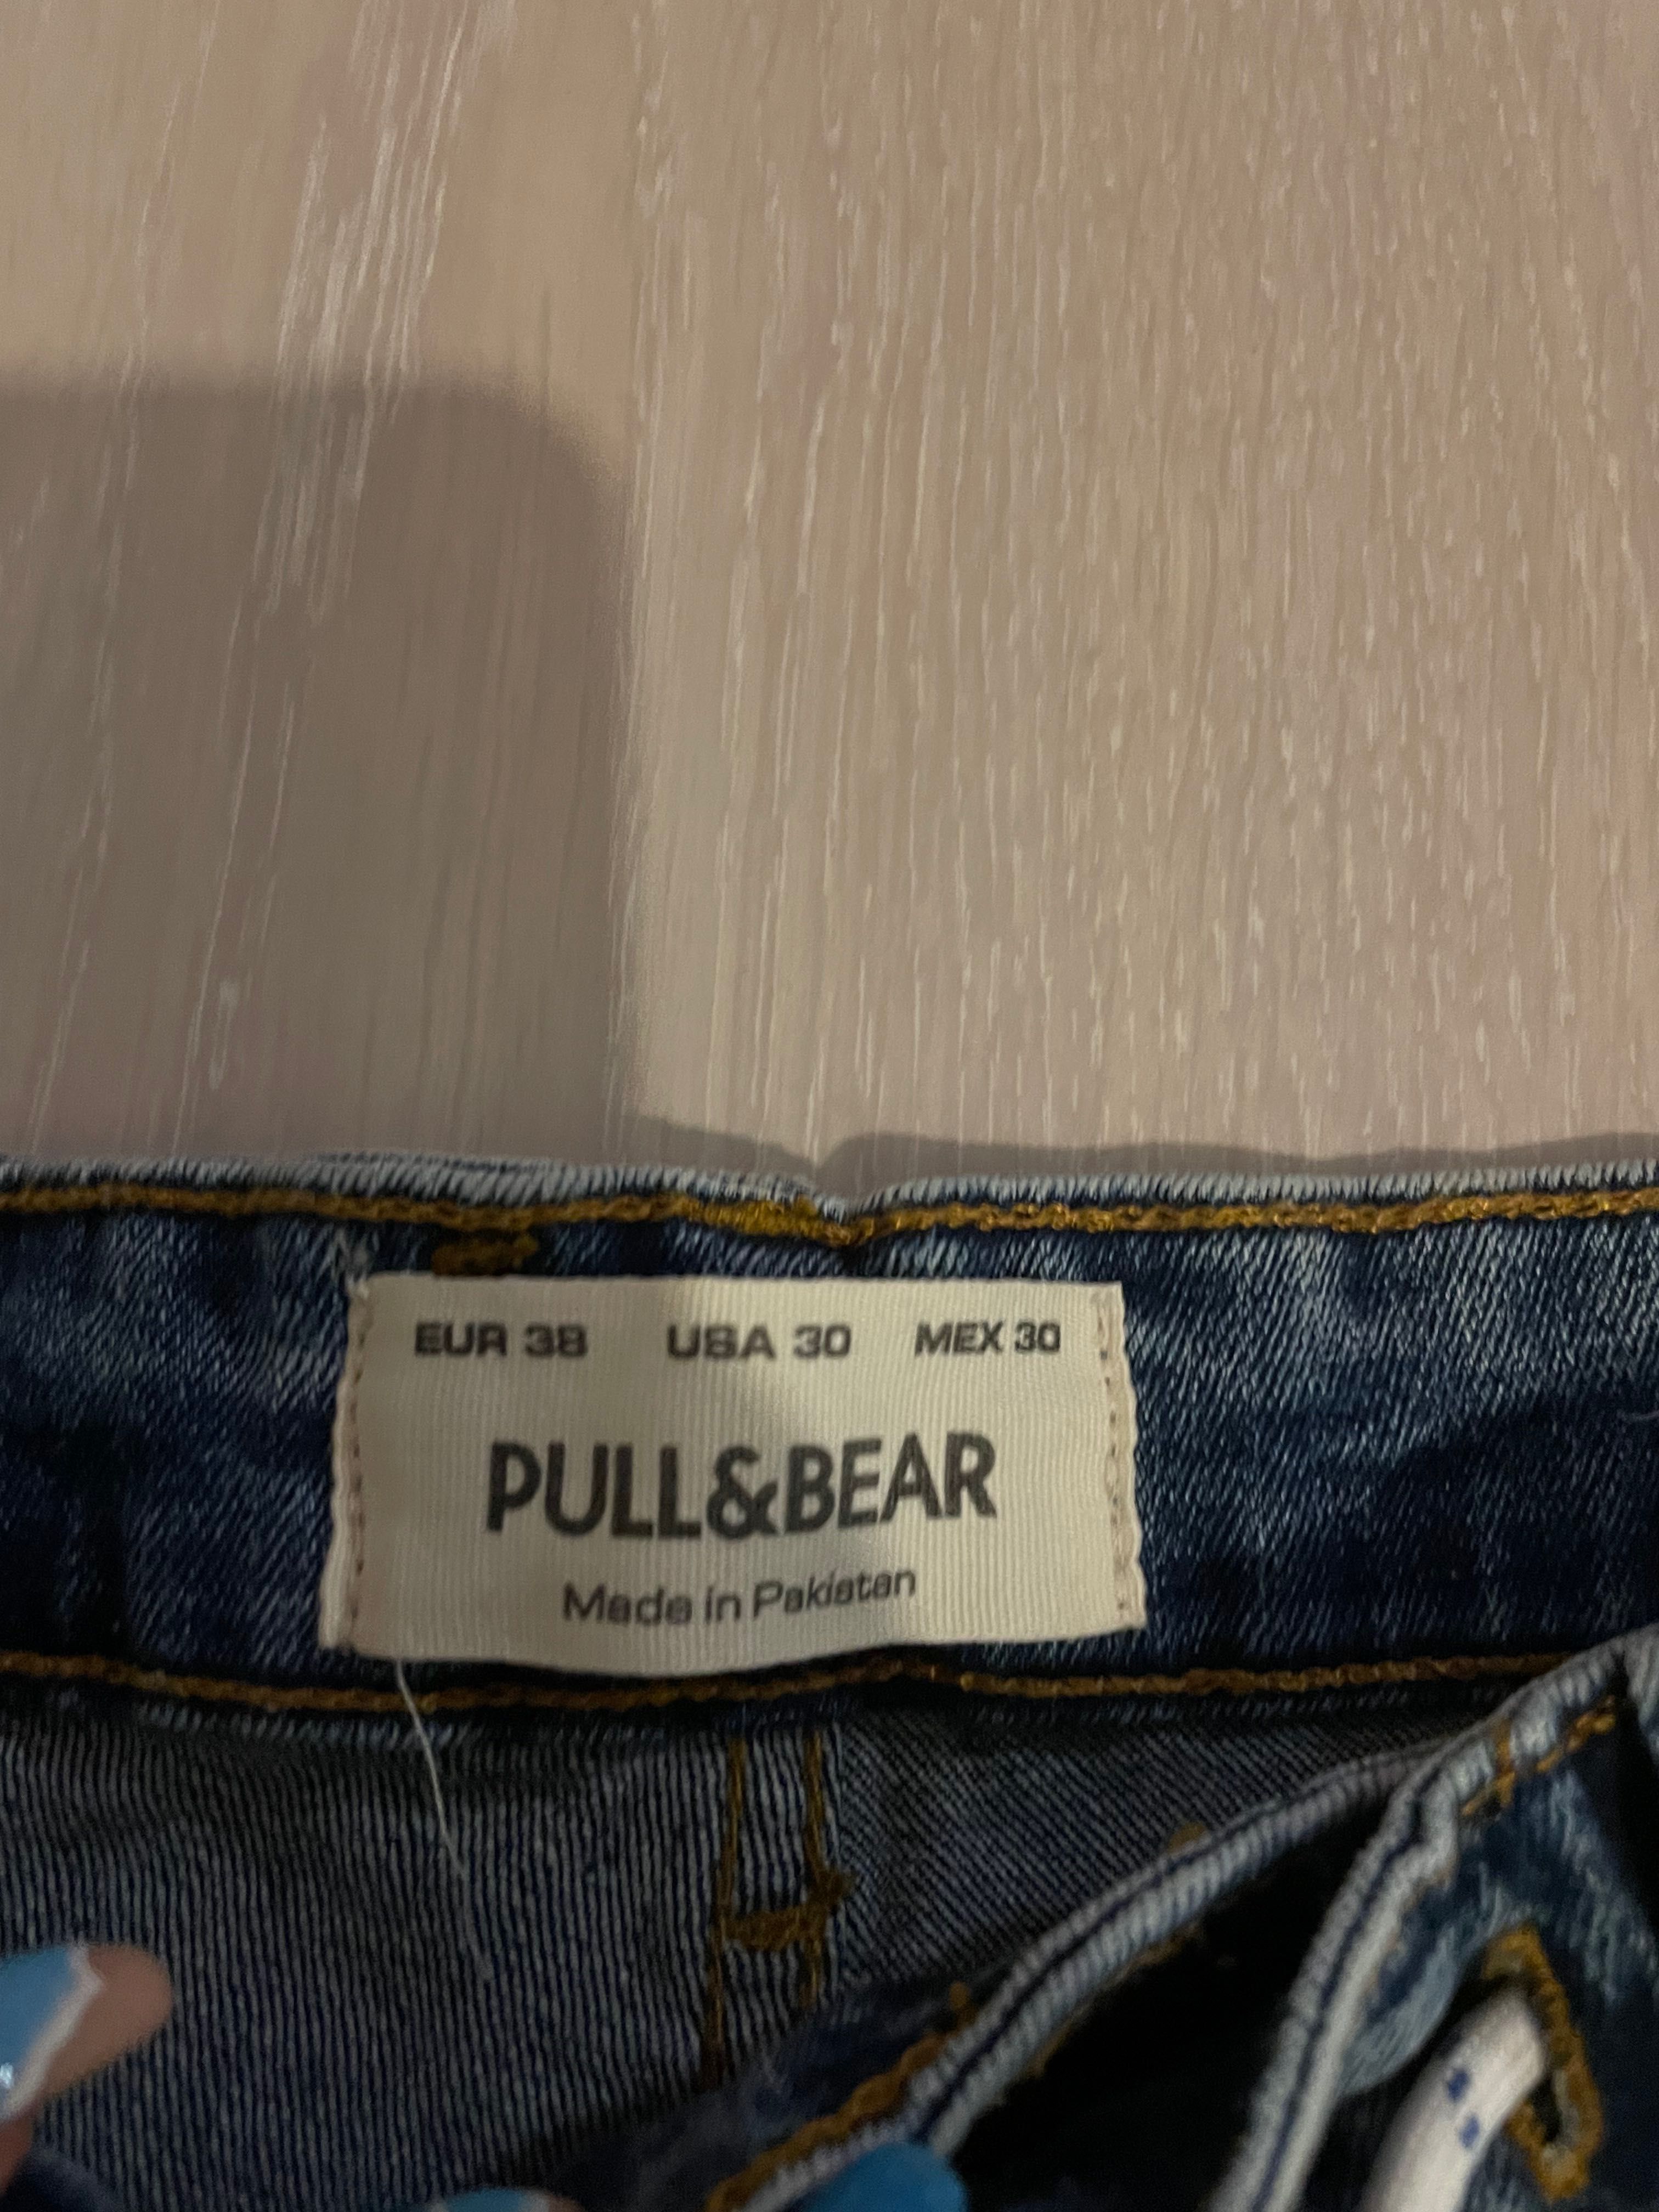 EUR 38 USA 30 MEX 30
PULL&BEAR
Made in Pakistan